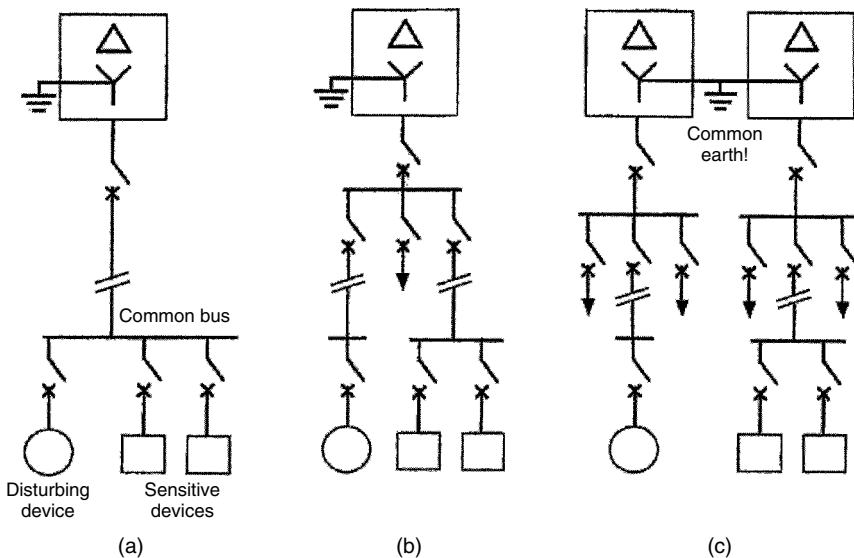 Common
earth!
Common bus
Disturbing
device
Sensitive
devices
(a)
(b)
(c)